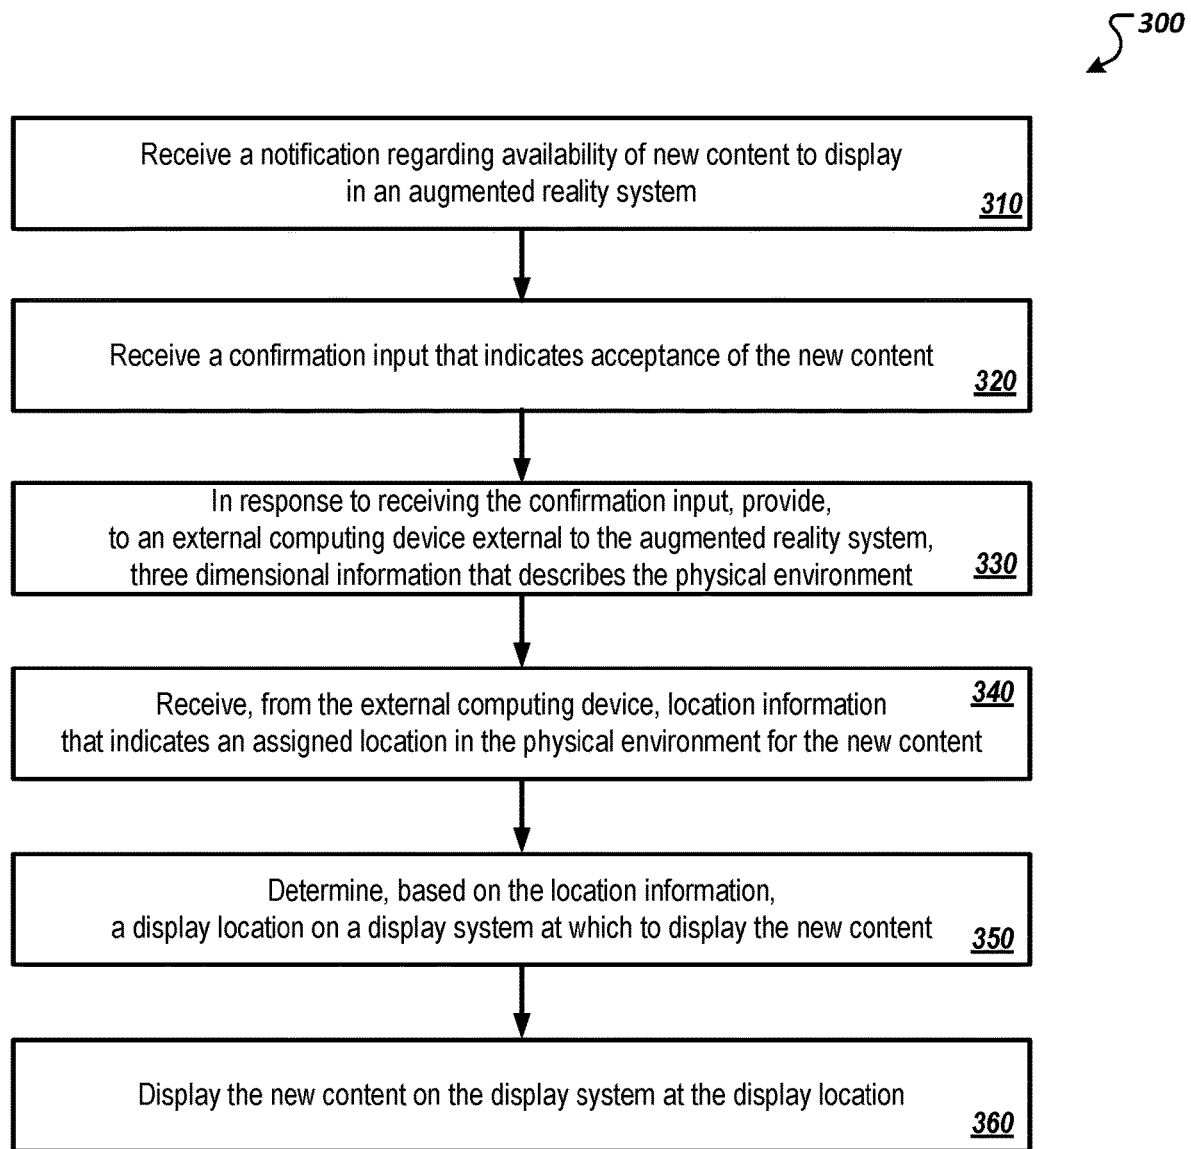 300
Receive a notification regarding availability of new content to display
in an augmented reality system
310
Receive a confirmation input that indicates acceptance of the new content
320
In response to receiving the confirmation input, provide,
to an external computing device external to the augmented reality system,
three dimensional information that describes the physical environment
330
340
Receive, from the external computing device, location information
that indicates an assigned location in the physical environment for the new content
Determine, based on the location information,
a display location on a display system at which to display the new content
350
Display the new content on the display system at the display location
360